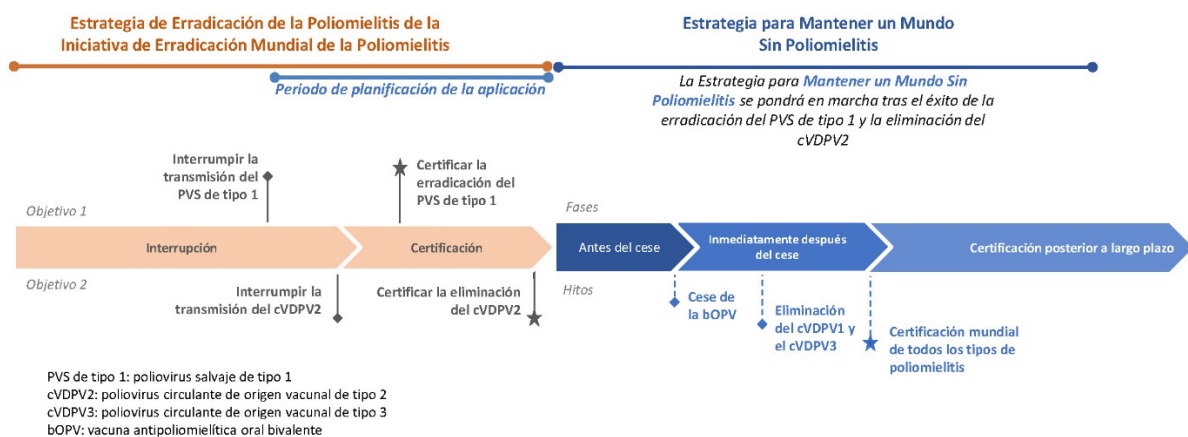 Estrategia de Erradicación de la Poliomielitis de la
Iniciativa de Erradicación Mundial de la Poliomielitis
Estrategia para Mantener un Mundo
Sin Poliomielitis
Periodo de planificación de la aplicación
La Estrategia para Mantener un Mundo Sin
Poliomielitis se pondrá en marcha tras el éxito de la
erradicación del PVS de tipo 1 y la eliminación del
cVDPV2
Interrumpir la
transmisión del
PVS de tipo 1
Certificar la
erradicación del
PVS de tipo 1
Objetivo 1
Fases
Interrupción
Certificación
Antes del cese
Inmediatamente después
del cese
Certificación posterior a largo plazo
Objetivo 2
Hitos
Interrumpir la
transmisión del cVDPV2
Certificar la eliminación
del cVDPV2
Cese de
la bOPV
Eliminación
del cVDPV1 y
el cVDPV3
Certificación mundial
de todos los tipos de
poliomielitis
PVS de tipo 1: poliovirus salvaje de tipo 1
cVDPV2: poliovirus circulante de origen vacunal de tipo 2
cVDPV3: poliovirus circulante de origen vacunal de tipo 3
bOPV: vacuna antipoliomielítica oral bivalente